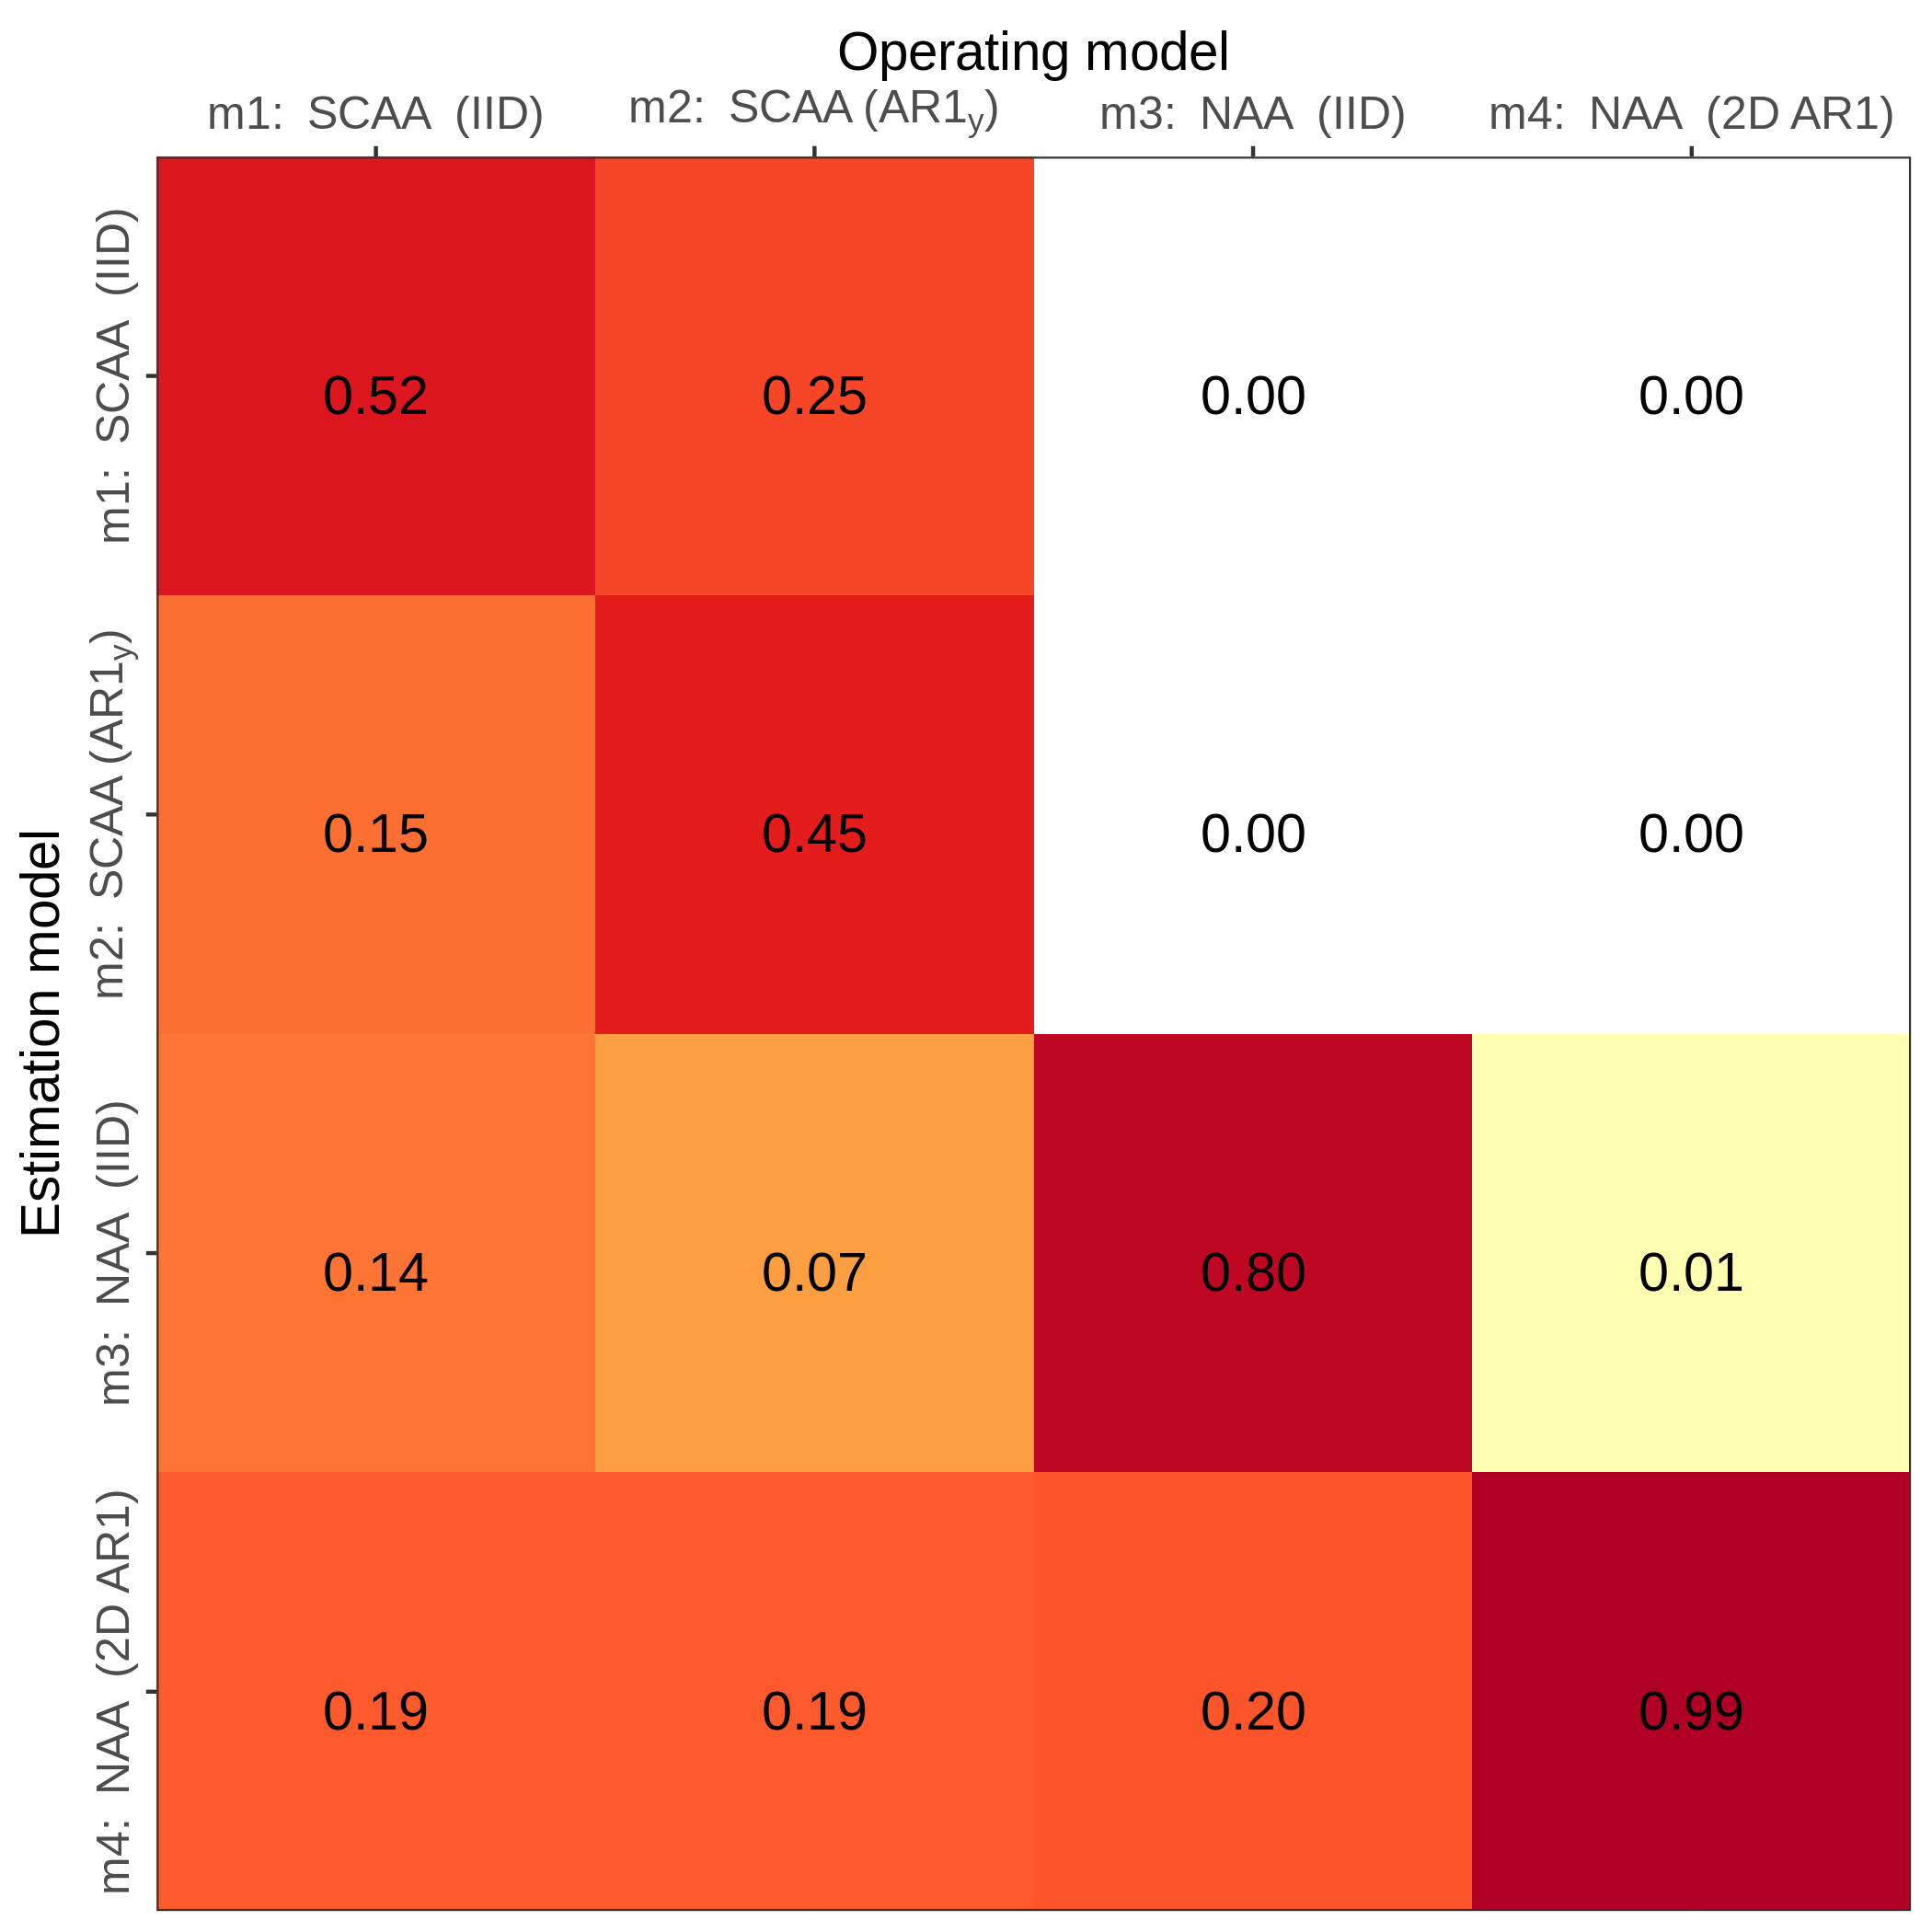 Operating model
m1:  SCAA  (IID)
m2:  SCAA (AR1y)
m3:  NAA  (IID)
m4:  NAA  (2D AR1)
Estimation model
m1:  SCAA  (IID)
0.52
0.25
0.00
0.00
m2:  SCAA (AR1y)
0.15
0.45
0.00
0.00
m3:  NAA  (IID)
0.14
0.07
0.80
0.01
m4:  NAA  (2D AR1)
0.19
0.19
0.20
0.99